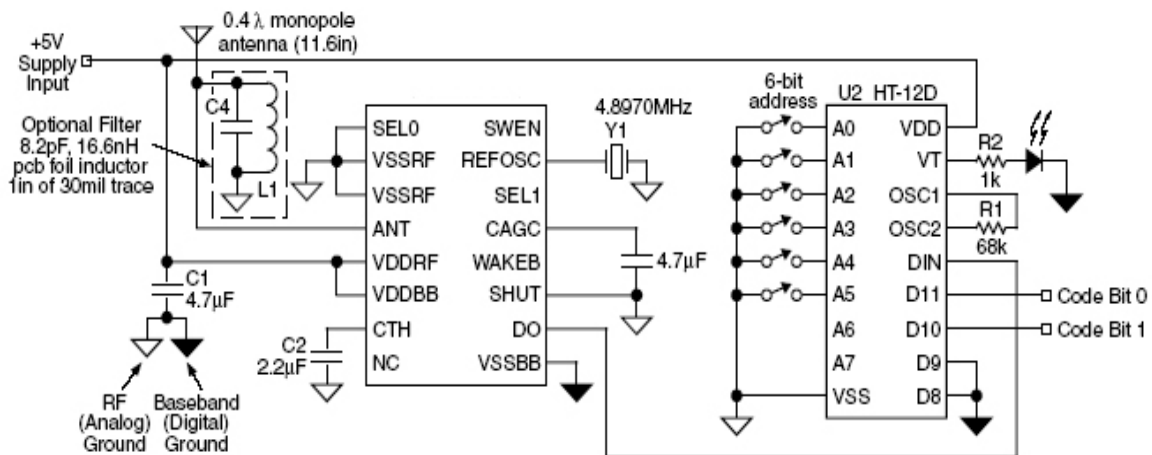 +5V
Supply
Input
0.4 λ monopole
antenna (11.6in)
C4
L1
Optional Filter
8.2pF, 16.6nH
pcb foil inductor
1in of 30mil trace
C1
4.7μF
RF
(Analog)
Ground
Baseband
(Digital)
Ground
C2
2.2μF
SEL0
VSSRF
VSSRF
ANT
VDDRF
VDDBB
CTH
NC
SWEN
REFOSC
SEL1
CAGC
WAKEB
SHUT
DO
VSSBB
4.8970MHz
Y1
4.7μF
6-bit
address
U2 HT-12D
A0
A1
A2
A3
A4
A5
A6
A7
VSS
VDD
VT
OSC1
OSC2
DIN
D11
D10
D9
D8
R2
1k
R1
68k
Code Bit 0
Code Bit 1